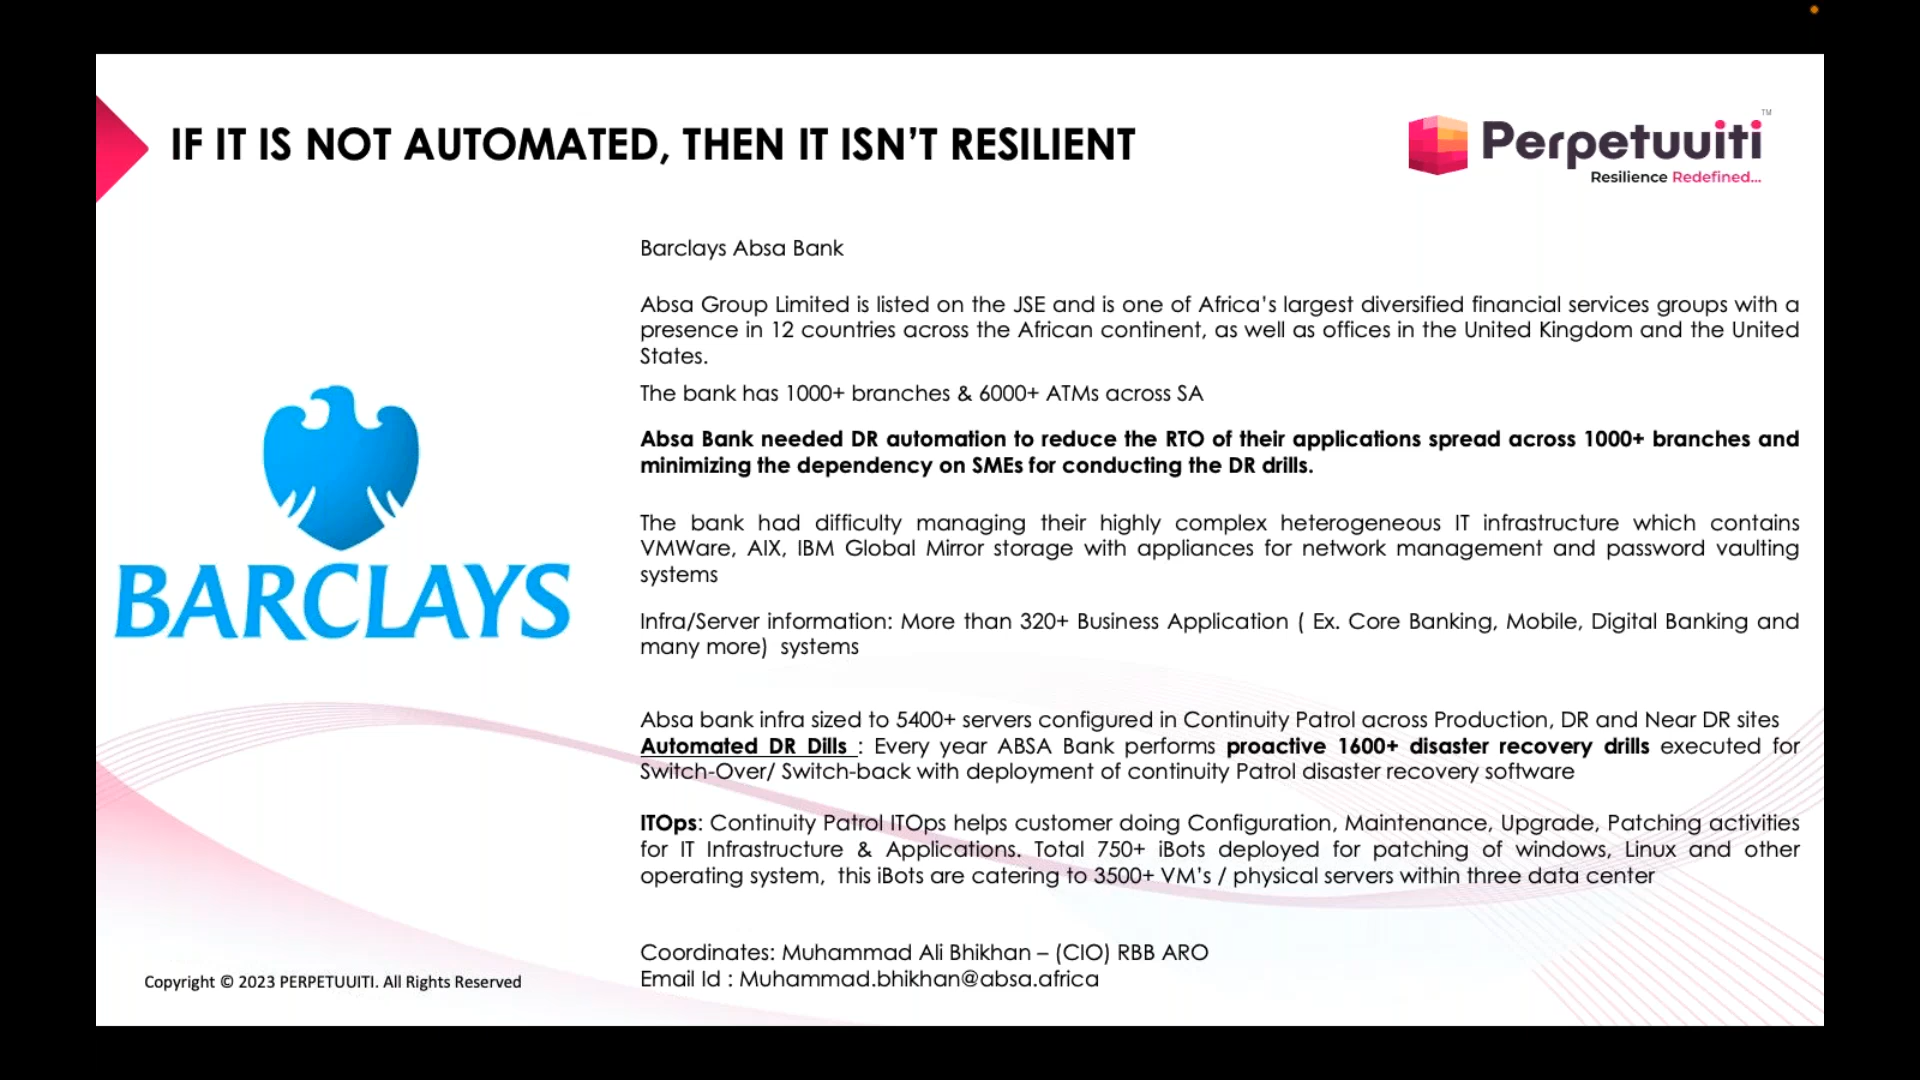 IF IT IS NOT AUTOMATED, THEN IT ISN’T RESILIENT
Perpetuuiti
TM
Resilience Redefined...
Barclays Absa Bank
Absa Group Limited is listed on the JSE and is one of Africa’s largest diversified financial services groups with a
presence in 12 countries across the African continent, as well as offices in the United Kingdom and the United
States.
The bank has 1000+ branches & 6000+ ATMs across SA
Absa Bank needed DR automation to reduce the RTO of their applications spread across 1000+ branches and
minimizing the dependency on SMEs for conducting the DR drills.
The bank had difficulty managing their highly complex heterogeneous IT infrastructure which contains
VMWare, AIX, IBM Global Mirror storage with appliances for network management and password vaulting
systems
Infra/Server information: More than 320+ Business Application ( Ex. Core Banking, Mobile, Digital Banking and
many more)  systems
BARCLAYS
Absa bank infra sized to 5400+ servers configured in Continuity Patrol across Production, DR and Near DR sites
Automated DR Dills : Every year ABSA Bank performs proactive 1600+ disaster recovery drills executed for
Switch-Over/ Switch-back with deployment of continuity Patrol disaster recovery software
ITOps: Continuity Patrol ITOps helps customer doing Configuration, Maintenance, Upgrade, Patching activities
for IT Infrastructure & Applications. Total 750+ iBots deployed for patching of windows, Linux and other
operating system,  this iBots are catering to 3500+ VM’s / physical servers within three data center
Coordinates: Muhammad Ali Bhikhan – (CIO) RBB ARO
Email Id : Muhammad.bhikhan@absa.africa
Copyright © 2023 PERPETUUITI. All Rights Reserved